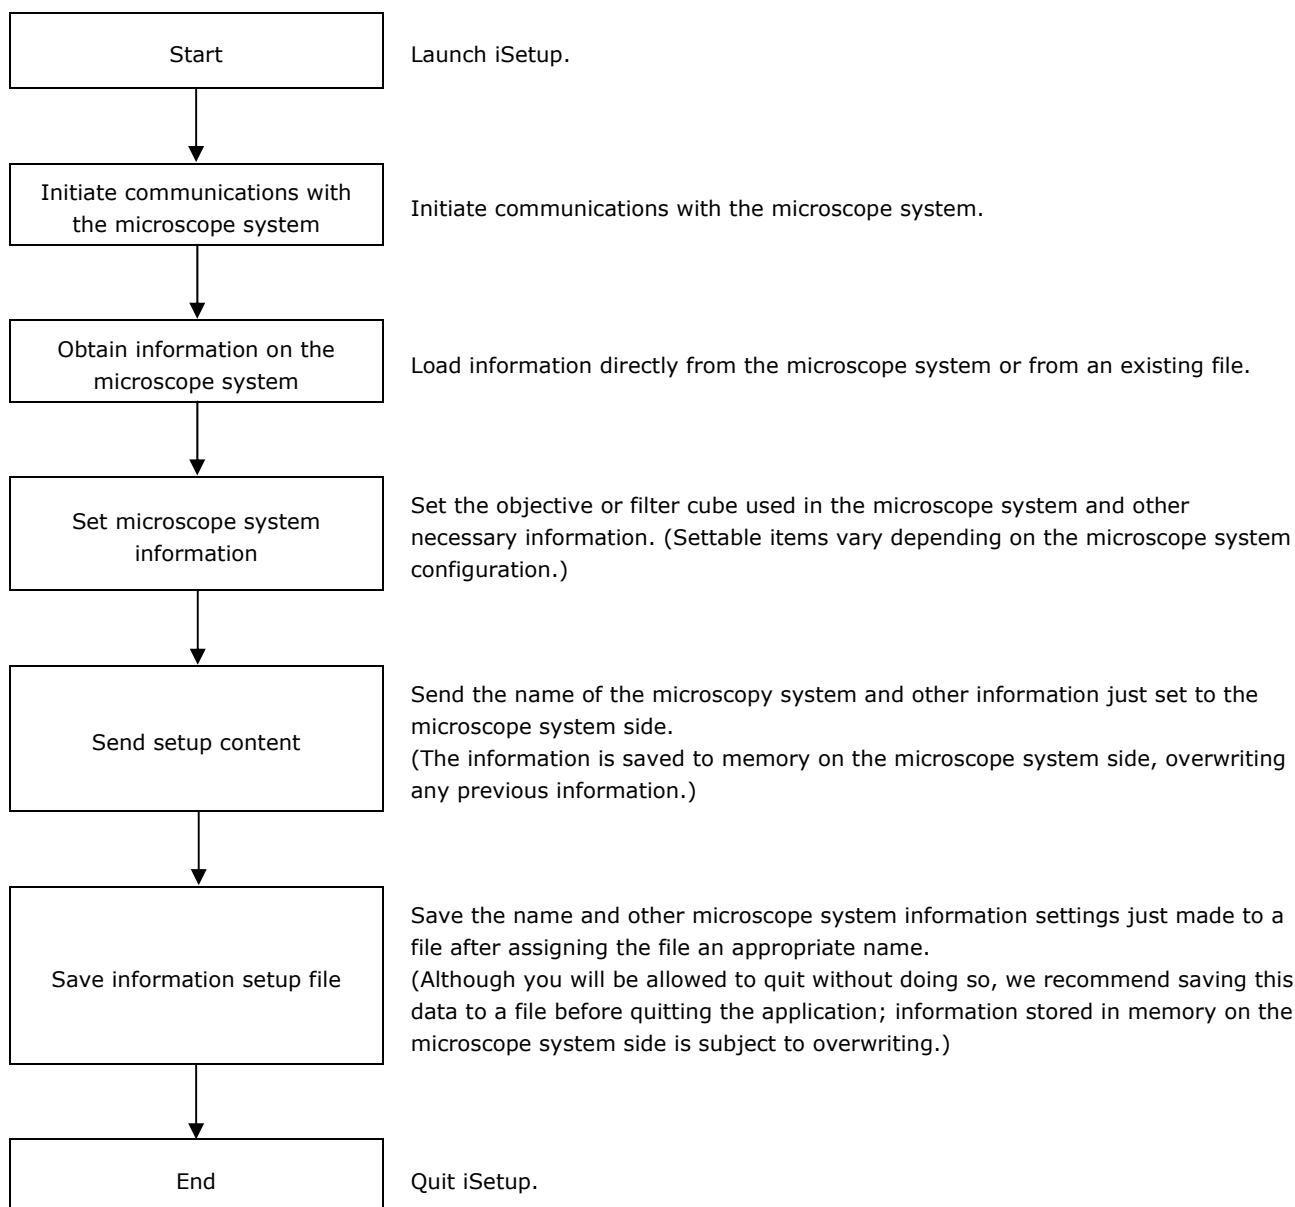 Start
Launch iSetup.
Initiate communications with
the microscope system
Initiate communications with the microscope system.
Obtain information on the
microscope system
Load information directly from the microscope system or from an existing file.
Set microscope system
information
Set the objective or filter cube used in the microscope system and other
necessary information. (Settable items vary depending on the microscope system
configuration.)
Send setup content
Send the name of the microscopy system and other information just set to the
microscope system side.
(The information is saved to memory on the microscope system side, overwriting
any previous information.)
Save information setup file
Save the name and other microscope system information settings just made to a
file after assigning the file an appropriate name.
(Although you will be allowed to quit without doing so, we recommend saving this
data to a file before quitting the application; information stored in memory on the
microscope system side is subject to overwriting.)
End
Quit iSetup.